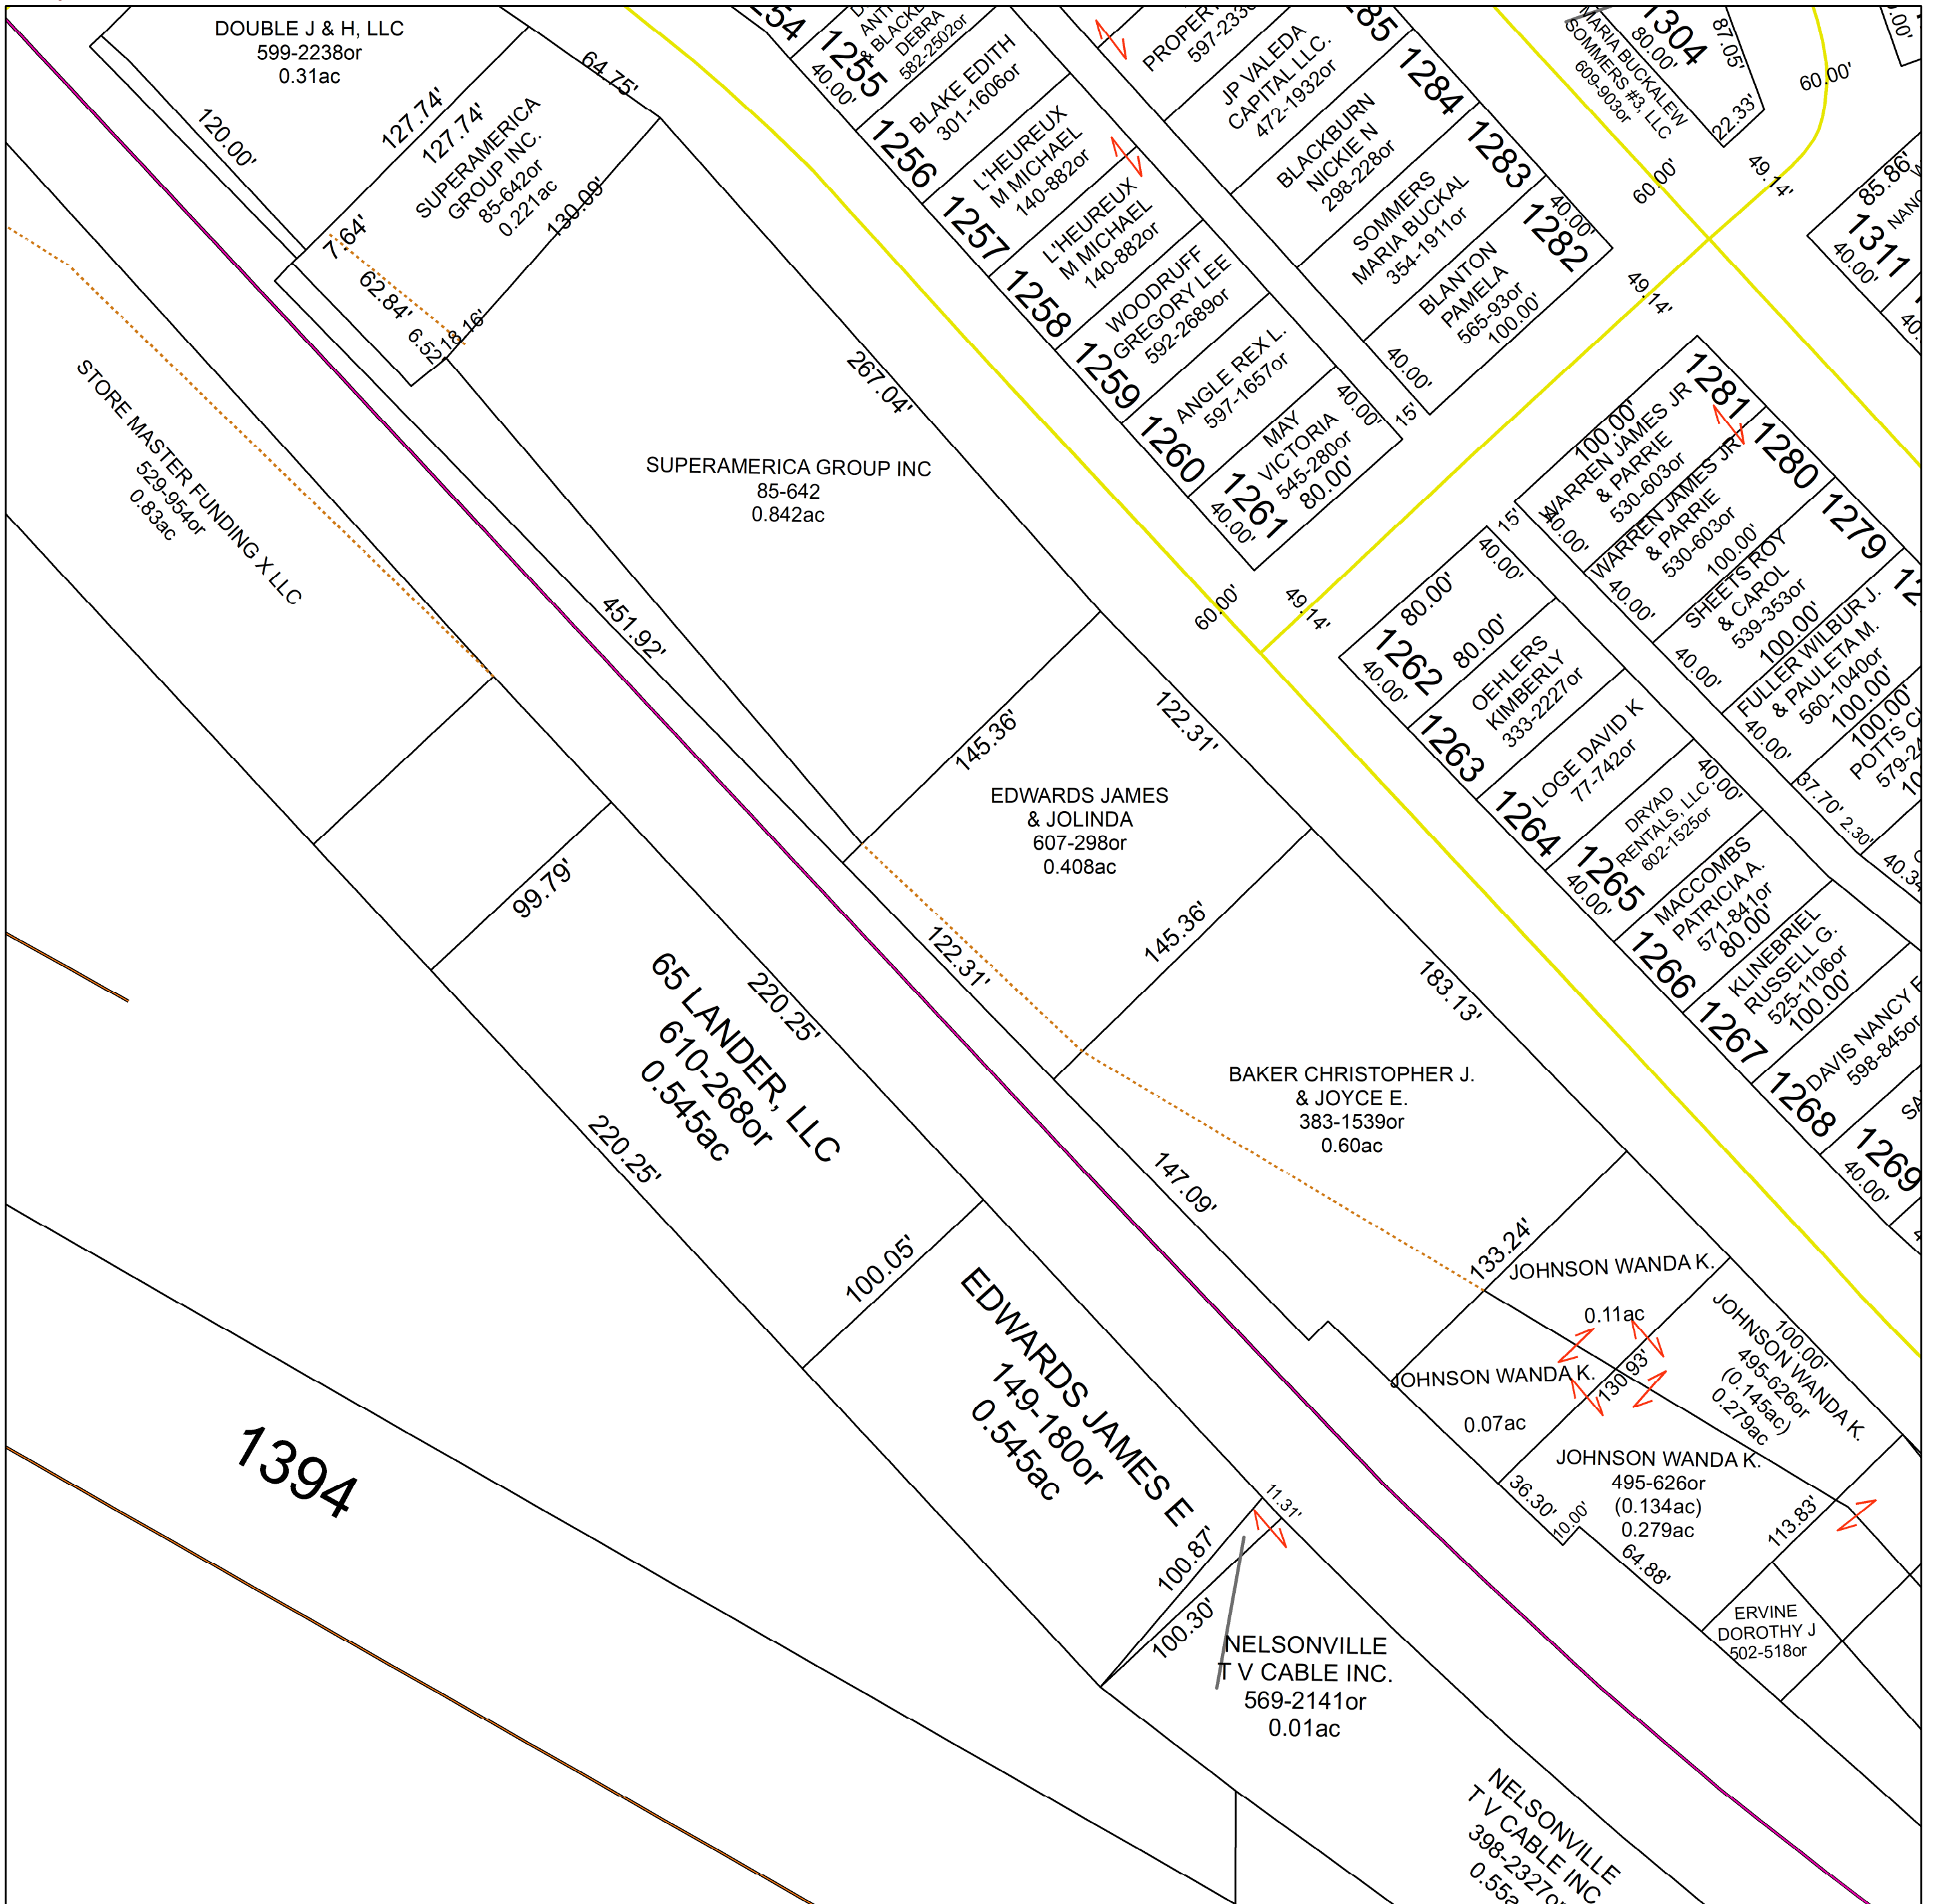 DOUBLE J & H, LLC
599-2238or
0.31ac
120.00'
127.74'
127.74'
64.75'
SUPERAMERICA
GROUP INC.
85-642or
0.221ac
130.09'
7.64'
62.84'
6.52'
18.16'
267.04'
SUPERAMERICA GROUP INC
85-642
0.842ac
451.92'
STORE MASTER FUNDING X LLC
529-954or
0.83ac
145.36'
122.31'
EDWARDS JAMES
& JOLINDA
607-298or
0.408ac
122.31'
145.36'
183.13'
BAKER CHRISTOPHER J.
& JOYCE E.
383-1539or
0.60ac
147.09'
133.24'
99.79'
65 LANDER, LLC
610-268or
0.545ac
220.25'
220.25'
100.05'
EDWARDS JAMES E
149-180or
0.545ac
11.31'
100.87'
100.30'
NELSONVILLE
T V CABLE INC.
569-2141or
0.01ac
NELSONVILLE
T V CABLE INC
398-2327or
1394
JOHNSON WANDA K.
0.11ac
JOHNSON WANDA K.
0.07ac
130.93'
100.00'
JOHNSON WANDA K.
495-626or
(0.145ac)
0.279ac
JOHNSON WANDA K.
495-626or
(0.134ac)
0.279ac
36.30'
10.00'
64.88'
113.83'
ERVINE
DOROTHY J
502-518or
1255
40.00'
& BLACKB
DEBRA
582-2502or
1256
BLAKE EDITH
301-1606or
1257
L'HEUREUX
M MICHAEL
140-882or
1258
L'HEUREUX
M MICHAEL
140-882or
1259
WOODRUFF
GREGORY LEE
592-2689or
1260
ANGLE REX L.
597-1657or
1261
40.00'
MAY
VICTORIA
545-280or
80.00'
40.00'
15'
PROPERT
JP VALEDA
CAPITAL LLC.
472-1932or
1284
BLACKBURN
NICKIE N
298-228or
1283
SOMMERS
MARIA BUCKAL
354-1911or
40.00'
1282
BLANTON
PAMELA
565-93or
100.00'
40.00'
1304
80.00'
MARIA BUCKALEW
SOMMERS #3, LLC
609-903or
87.05'
22.33'
60.00'
49.14'
60.00'
49.14'
85.86'
1311
40.00'
60.00'
49.14'
1281
100.00'
WARREN JAMES JR
& PARRIE
530-603or
40.00'
15'
1280
WARREN JAMES JR
& PARRIE
530-603or
100.00'
40.00'
1279
SHEETS ROY
& CAROL
539-353or
100.00'
40.00'
FULLER WILBUR J.
& PAULETA M.
560-1040or
100.00'
40.00'
100.00'
37.70'
2.30'
80.00'
40.00'
1262
40.00'
80.00'
OEHLERS
KIMBERLY
333-2227or
1263
LOGE DAVID K
77-742or
1264
40.00'
DRYAD
RENTALS, LLC
602-1525or
1265
40.00'
MACCOMBS
PATRICIA A.
571-841or
80.00'
1266
KLINEBRIEL
RUSSELL G.
525-1106or
100.00'
1267
DAVIS NANCY E
598-845or
1268
1269
40.00'